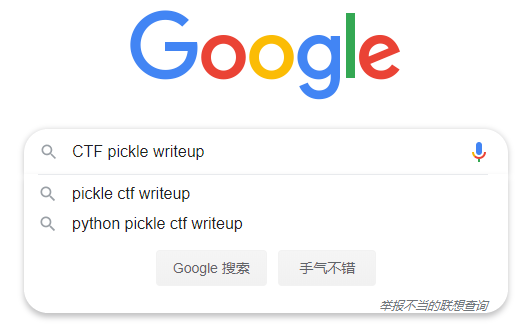 Google
CTF pickle writeup
pickle ctf writeup
python pickle ctf writeup
Google 搜索
手气不错
举报不当的联想查询